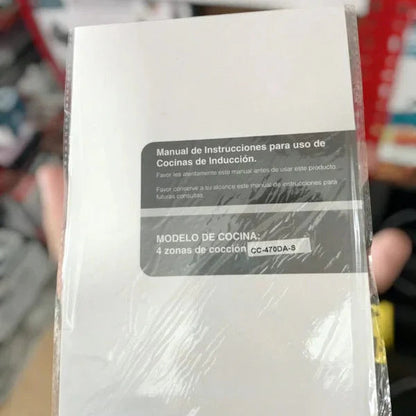 Manual de Instrucciones para uso de
Cocinas de Inducción.
Favor lea atentamente este manual antes de usar este producto.
Favor conserve a su alcance este manual de instrucciones para
futuras consultas.
MODELO DE COCINA:
4 zonas de cocción CC-470DA-S